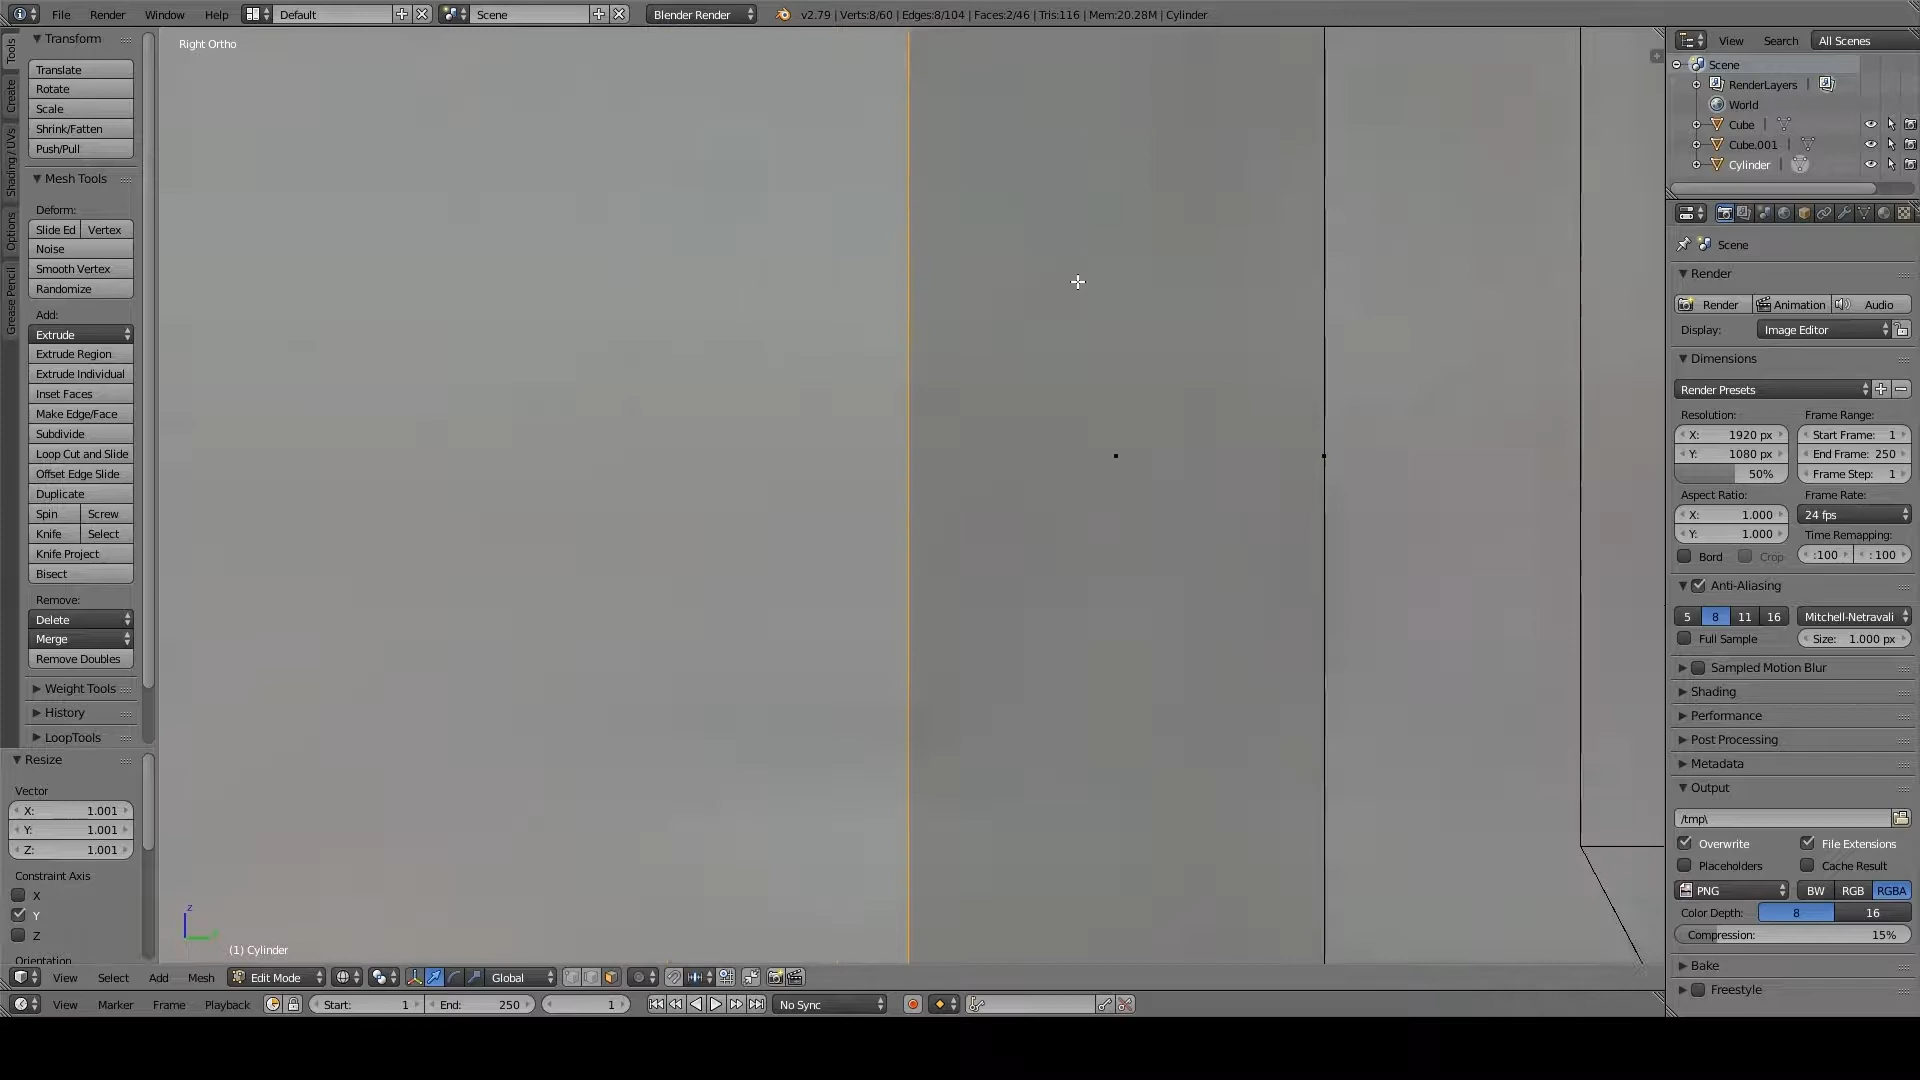 File Render Window Help Default Scene Blender Render v2.79 | Verts:8/60 | Edges:8/104 | Faces:2/46 | Tris:116 | Mem:20.28M | Cylinder
Right Ortho
Tools
Create
Shading / UVs
Options
Grease Pencil
Transform
Translate
Rotate
Scale
Shrink/Fatten
Push/Pull
Mesh Tools
Deform:
Slide Ed Vertex
Noise
Smooth Vertex
Randomize
Add:
Extrude
Extrude Region
Extrude Individual
Inset Faces
Make Edge/Face
Subdivide
Loop Cut and Slide
Offset Edge Slide
Duplicate
Spin Screw
Knife Select
Knife Project
Bisect
Remove:
Delete
Merge
Remove Doubles
Weight Tools
History
LoopTools
Resize
Vector
X: 1.001
Y: 1.001
Z: 1.001
Constraint Axis
X
Y
Z
Orientation
z
(1) Cylinder
View Select Add Mesh Edit Mode Global
View Marker Frame Playback Start: 1 End: 250 1 No Sync
View Search All Scenes
Scene
RenderLayers
World
Cube
Cube.001
Cylinder
Scene
Render
Render Animation Audio
Display: Image Editor
Dimensions
Render Presets
Resolution: Frame Range:
X: 1920 px Start Frame: 1
Y: 1080 px End Frame: 250
50% Frame Step: 1
Aspect Ratio: Frame Rate:
X: 1.000 24 fps
Y: 1.000 Time Remapping:
Bord Crop :100 : 100
Anti-Aliasing
5 8 11 16 Mitchell-Netravali
Full Sample Size: 1.000 px
Sampled Motion Blur
Shading
Performance
Post Processing
Metadata
Output
/tmp\
Overwrite File Extensions
Placeholders Cache Result
PNG BW RGB RGBA
Color Depth: 8 16
Compression: 15%
Bake
Freestyle